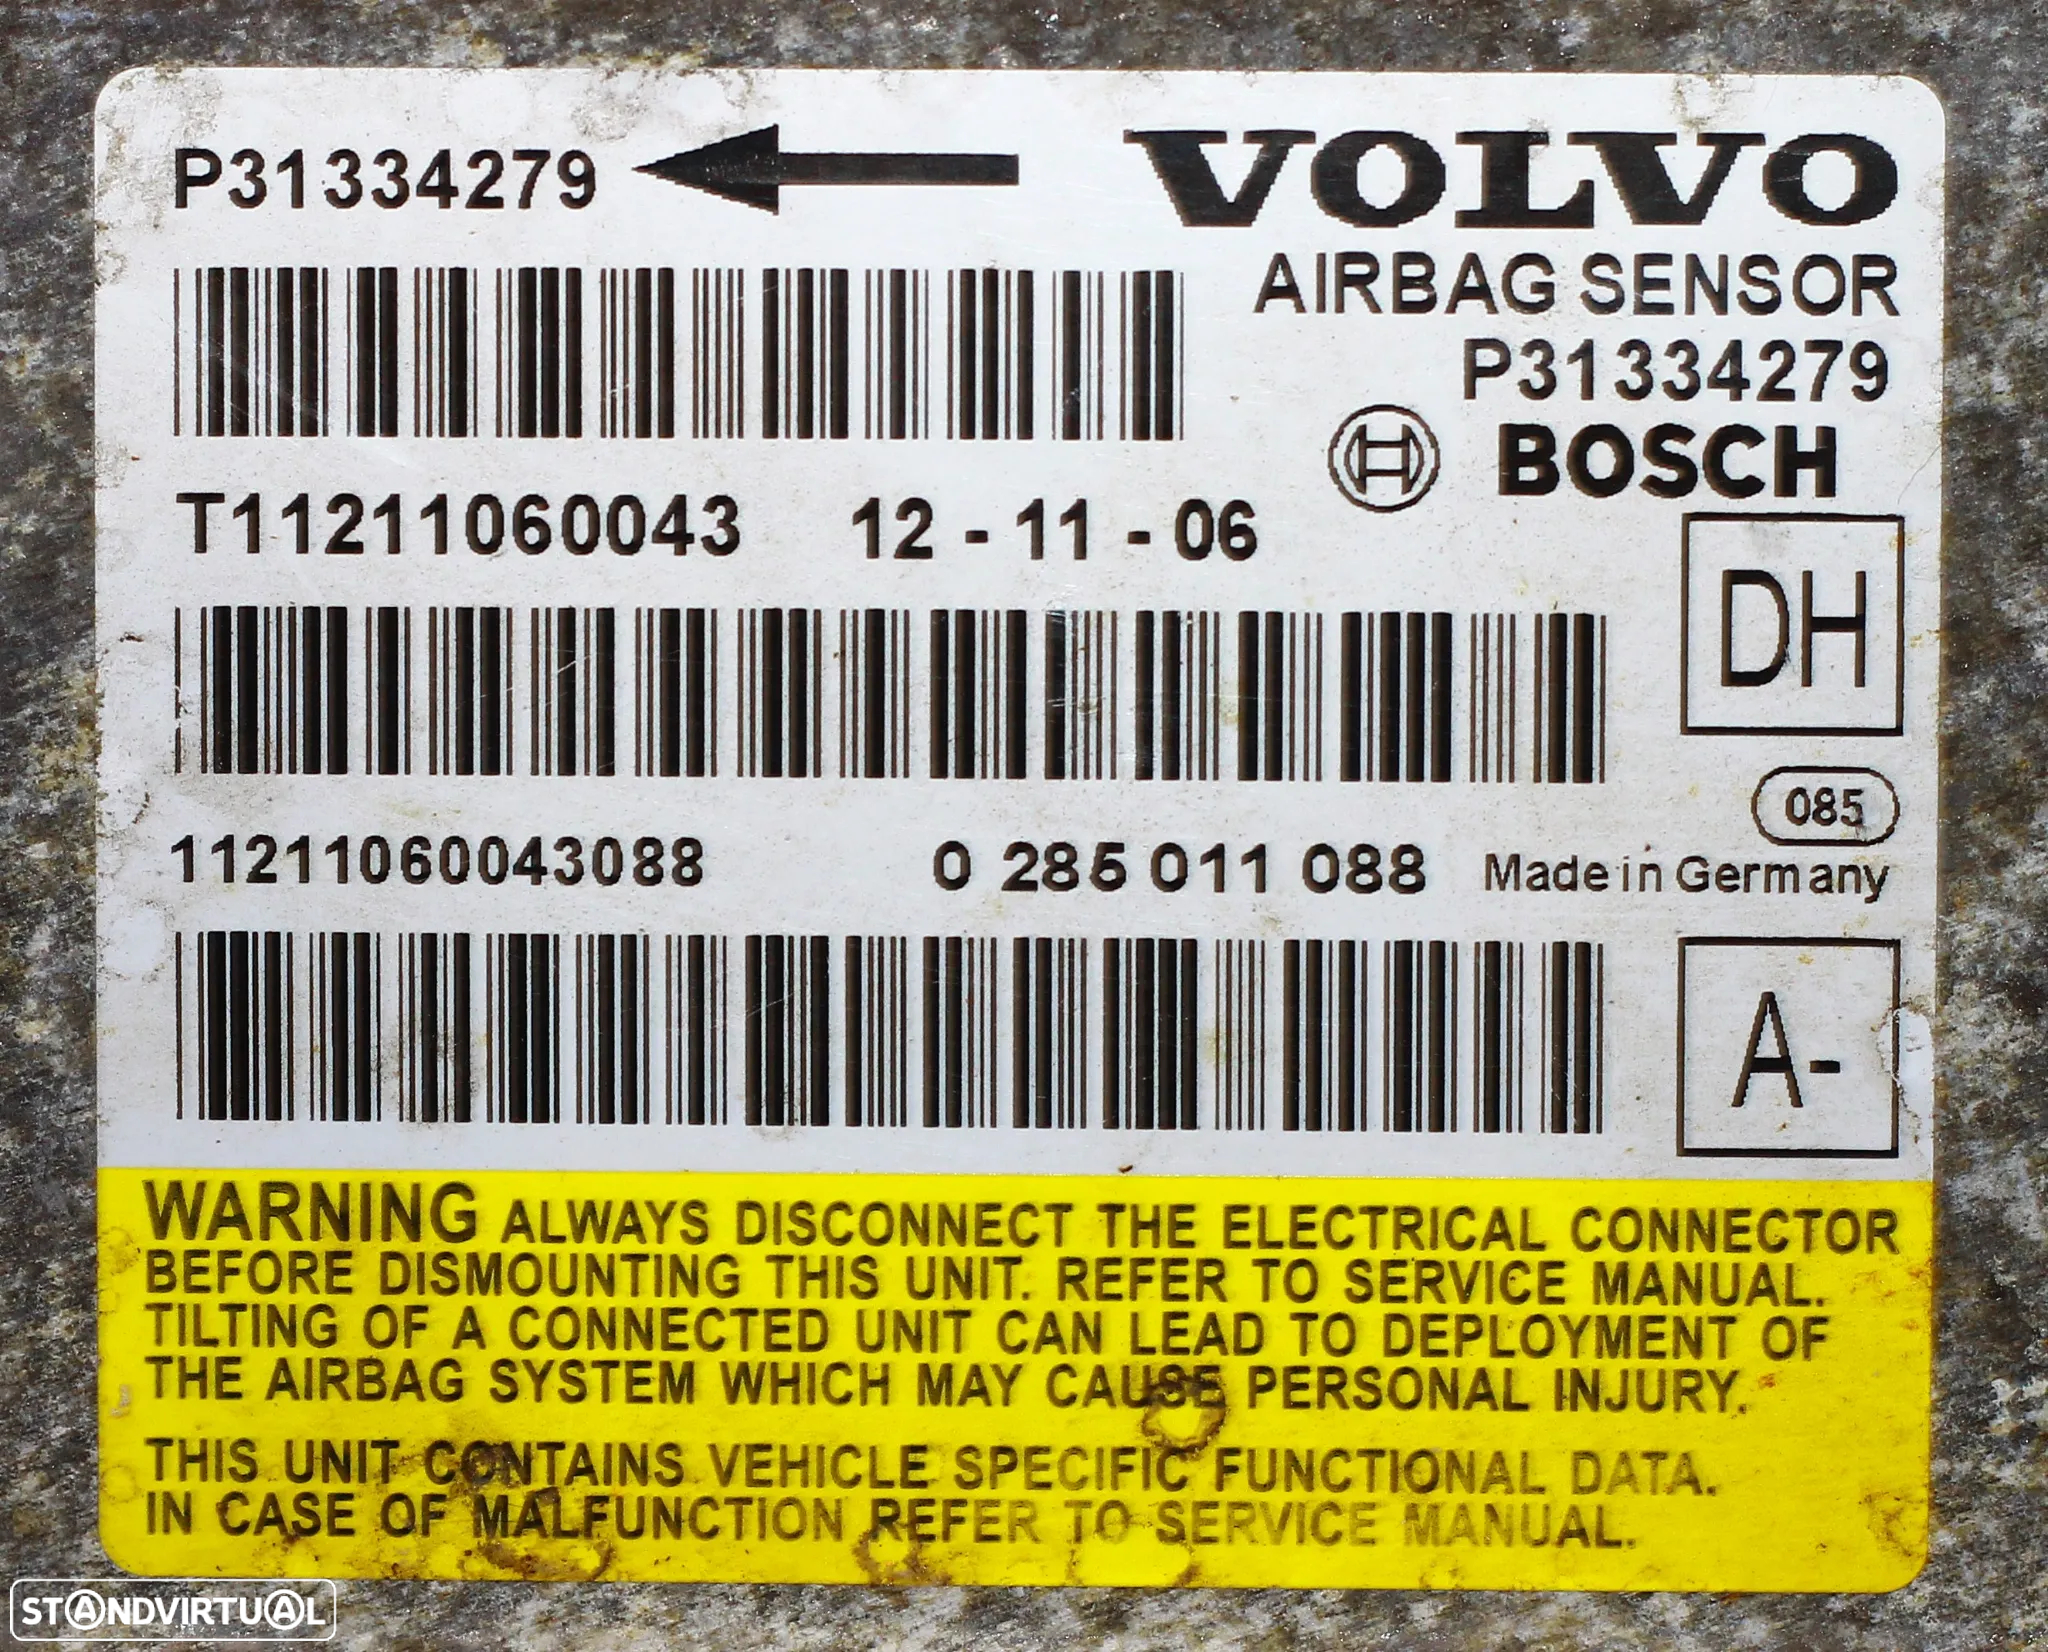 P31334279
VOLVO
AIRBAG SENSOR
P31334279
BOSCH
T11211060043 12 - 11 - 06
DH
085
11211060043088 0 285 011 088 Made in Germany
A-
WARNING ALWAYS DISCONNECT THE ELECTRICAL CONNECTOR
BEFORE DISMOUNTING THIS UNIT. REFER TO SERVICE MANUAL.
TILTING OF A CONNECTED UNIT CAN LEAD TO DEPLOYMENT OF
THE AIRBAG SYSTEM WHICH MAY CAUSE PERSONAL INJURY.
THIS UNIT CONTAINS VEHICLE SPECIFIC FUNCTIONAL DATA.
IN CASE OF MALFUNCTION REFER TO SERVICE MANUAL.
STANDVIRTUAL